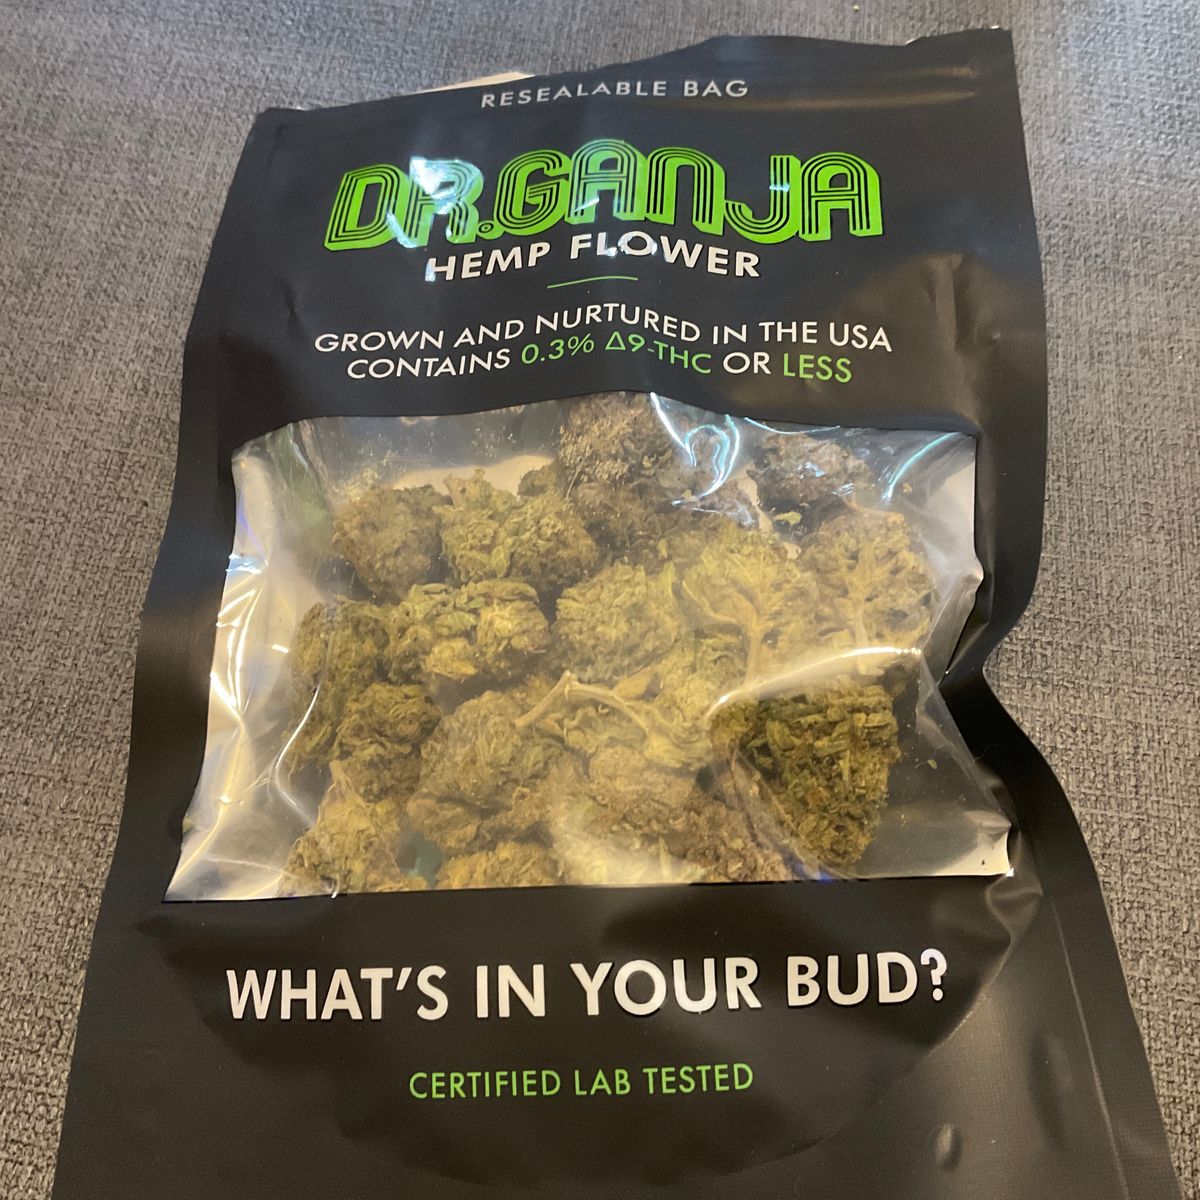 RESEALABLE BAG
DR.GANJA
HEMP FLOWER
GROWN AND NURTURED IN THE USA
CONTAINS 0.3% Δ9-THC OR LESS
WHAT'S IN YOUR BUD?
CERTIFIED LAB TESTED